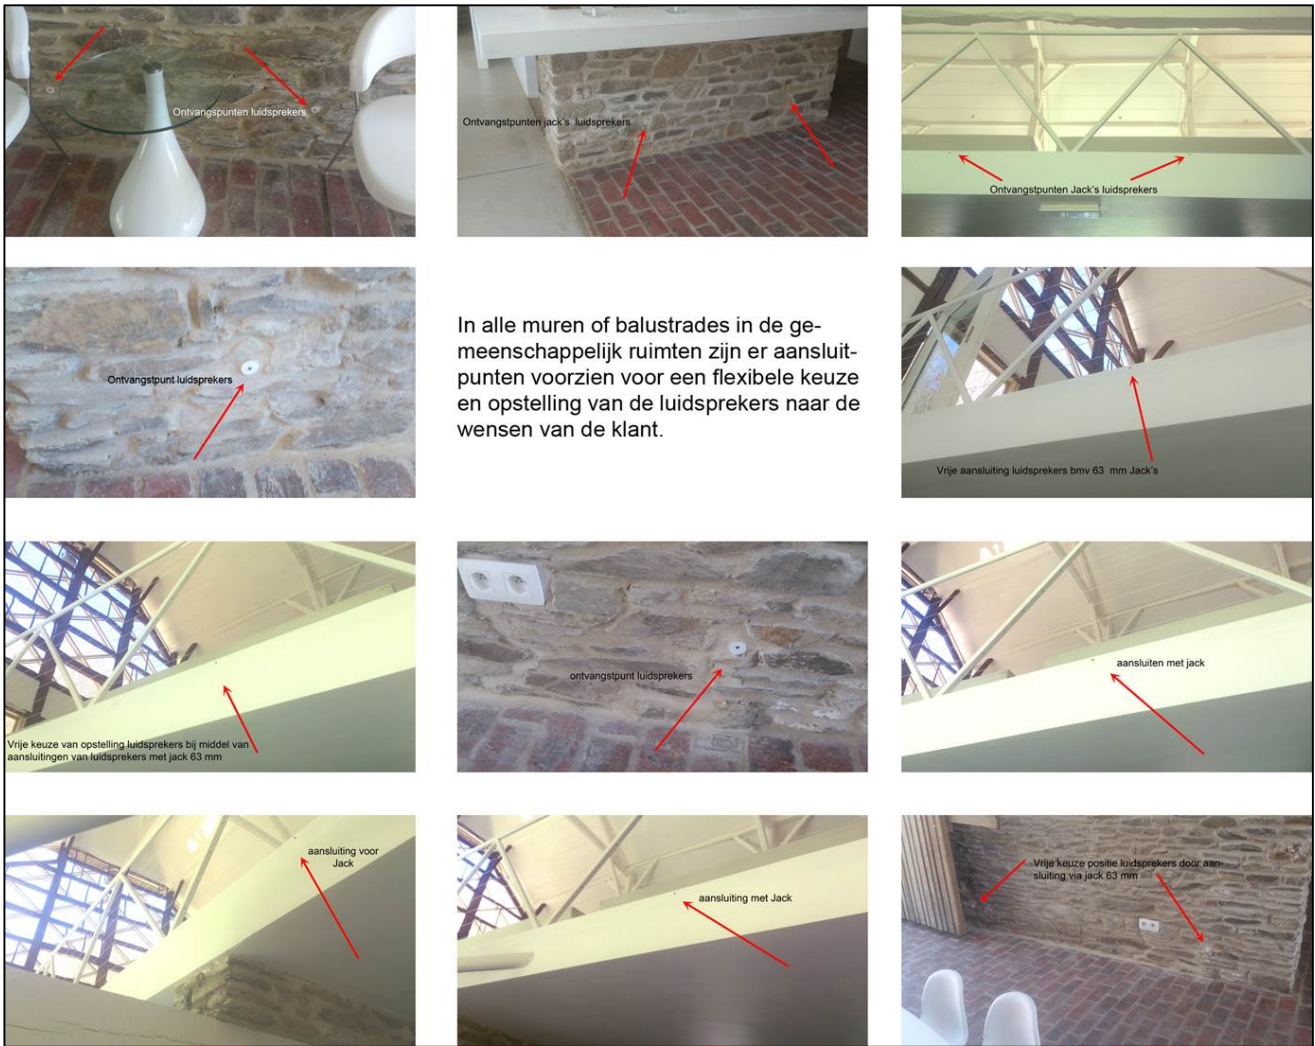 Ontvangspunten luidsprekers
Ontvangstpunten jack's luidsprekers
Ontvangstpunten Jack's luidsprekers
Ontvangstpunt luidsprekers
In alle muren of balustrades in de ge-
meenschappelijk ruimten zijn er aansluit-
punten voorzien voor een flexibele keuze
en opstelling van de luidsprekers naar de
wensen van de klant.
Vrije aansluiting luidsprekers bmv 63 mm Jack's
Vrije keuze van opstelling luidsprekers bij middel van
aansluitingen van luidsprekers met jack 63 mm
ontvangstpunt luidsprekers
aansluiten met jack
aansluiting voor
Jack
aansluiting met Jack
Vrije keuze positie luidsprekers door aan-
sluiting via jack 63 mm